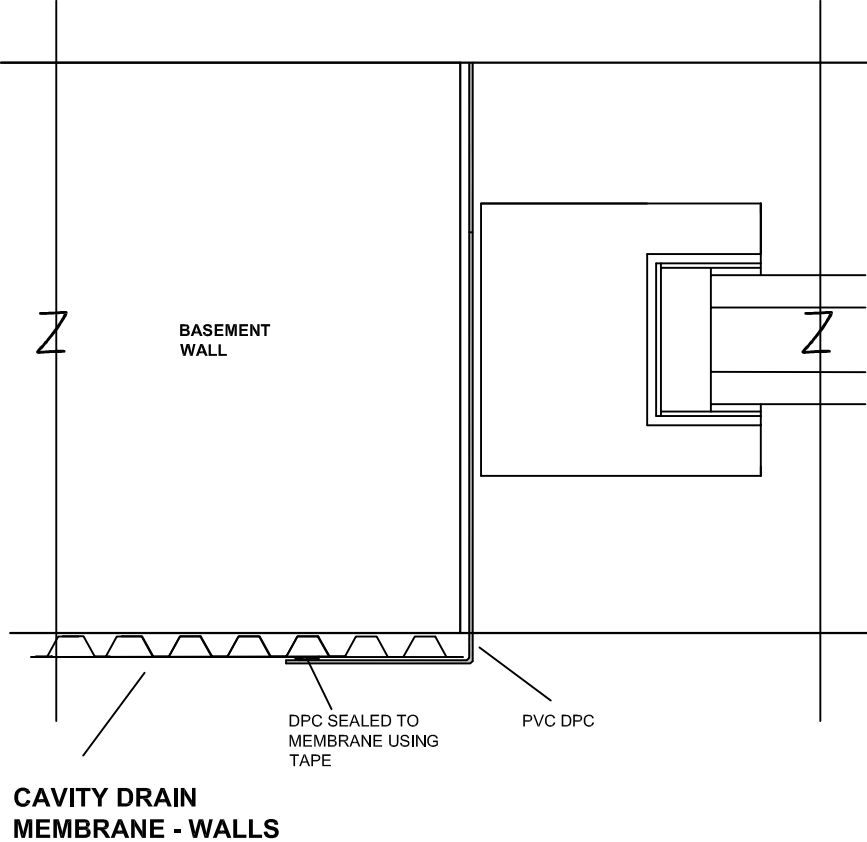 BASEMENT
WALL
DPC SEALED TO
MEMBRANE USING
TAPE
PVC DPC
CAVITY DRAIN
MEMBRANE - WALLS